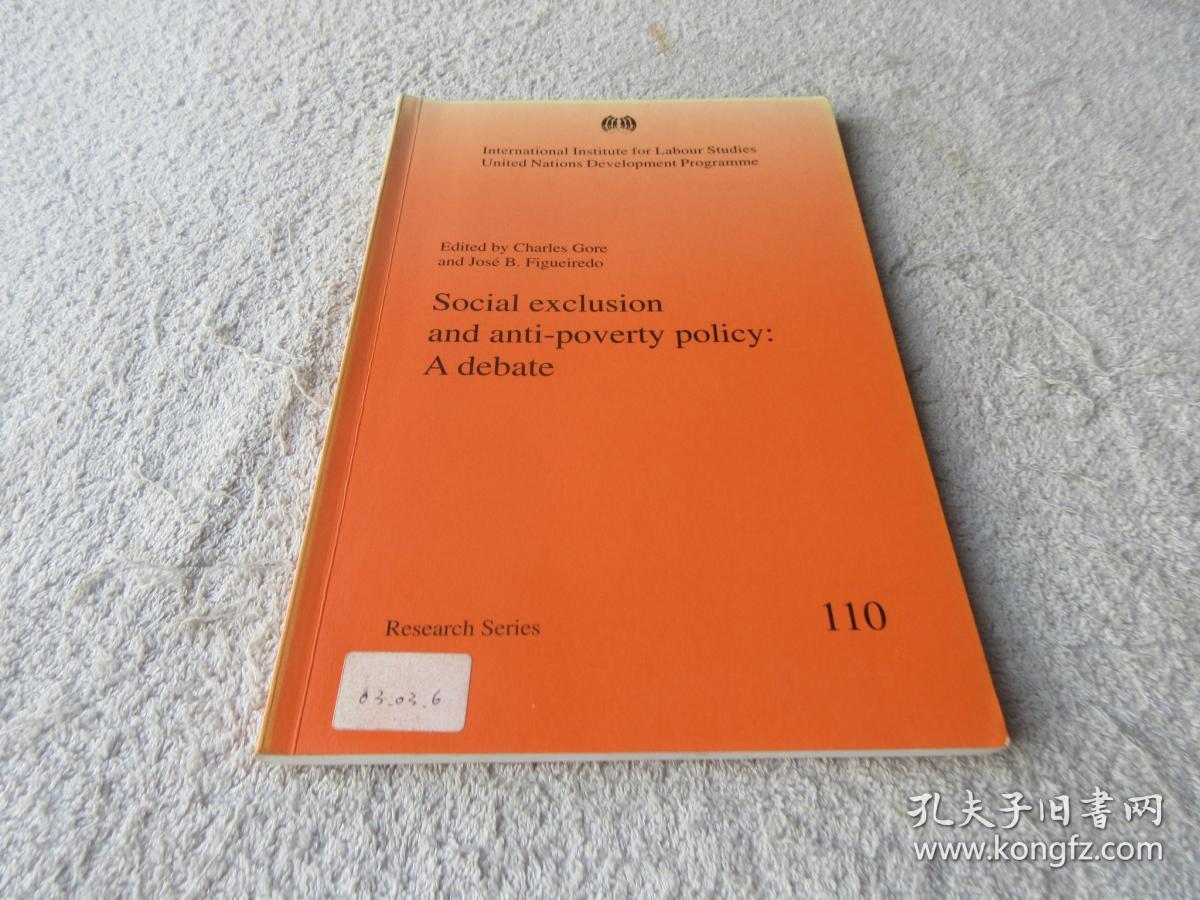 International Institute for Labour Studies
United Nations Development Programme
Edited by Charles Gore
and José B. Figueiredo
Social exclusion
and anti-poverty policy:
A debate
Research Series
110
03.03.6
孔夫子旧書网
www.kongfz.com